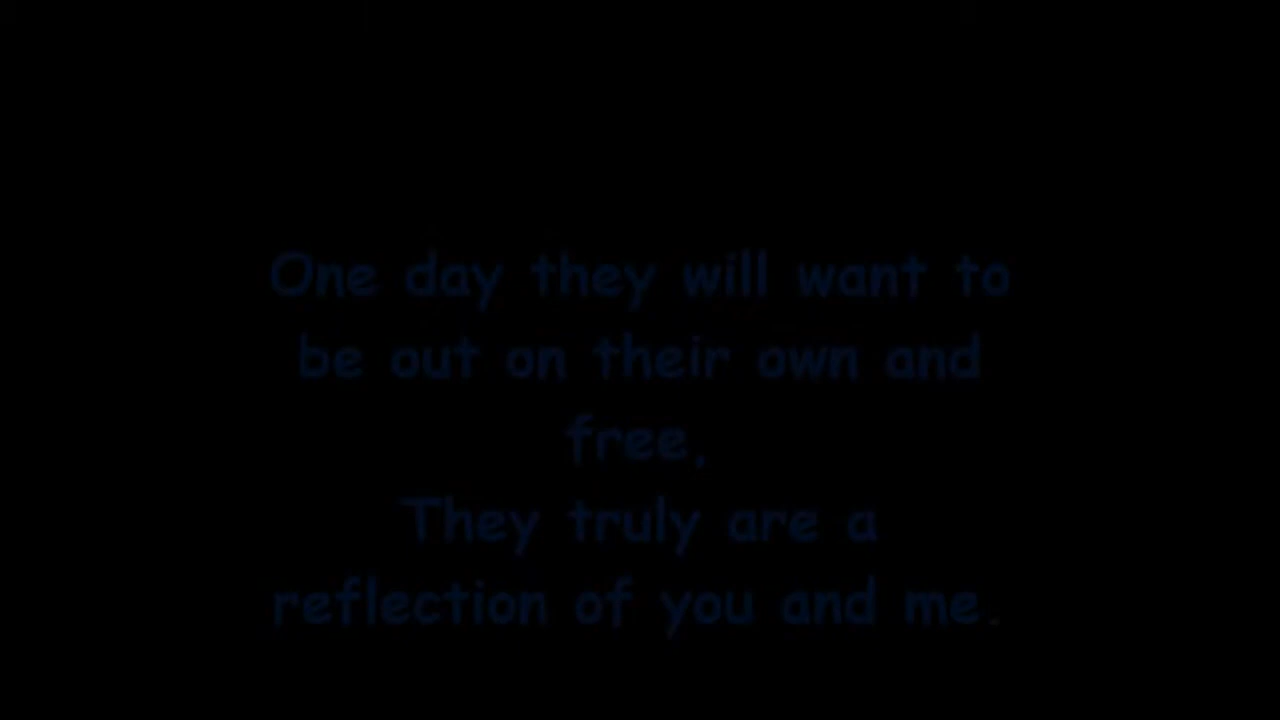 One day they will want to
be out on their own and
free,
They truly are a
reflection of you and me.